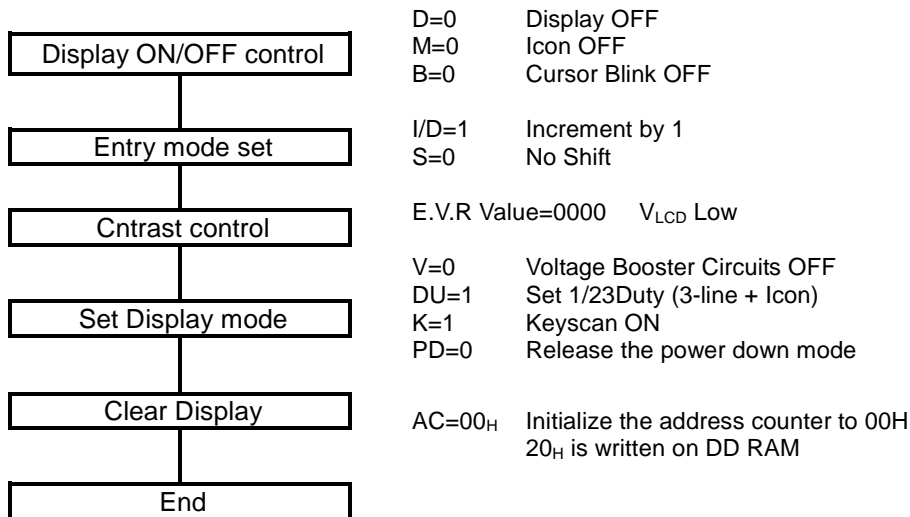 Display ON/OFF control
D=0 Display OFF
M=0 Icon OFF
B=0 Cursor Blink OFF
Entry mode set
I/D=1 Increment by 1
S=0 No Shift
Cntrast control
E.V.R Value=0000 VLCD Low
Set Display mode
V=0 Voltage Booster Circuits OFF
DU=1 Set 1/23Duty (3-line + Icon)
K=1 Keyscan ON
PD=0 Release the power down mode
Clear Display
AC=00H Initialize the address counter to 00H
20H is written on DD RAM
End